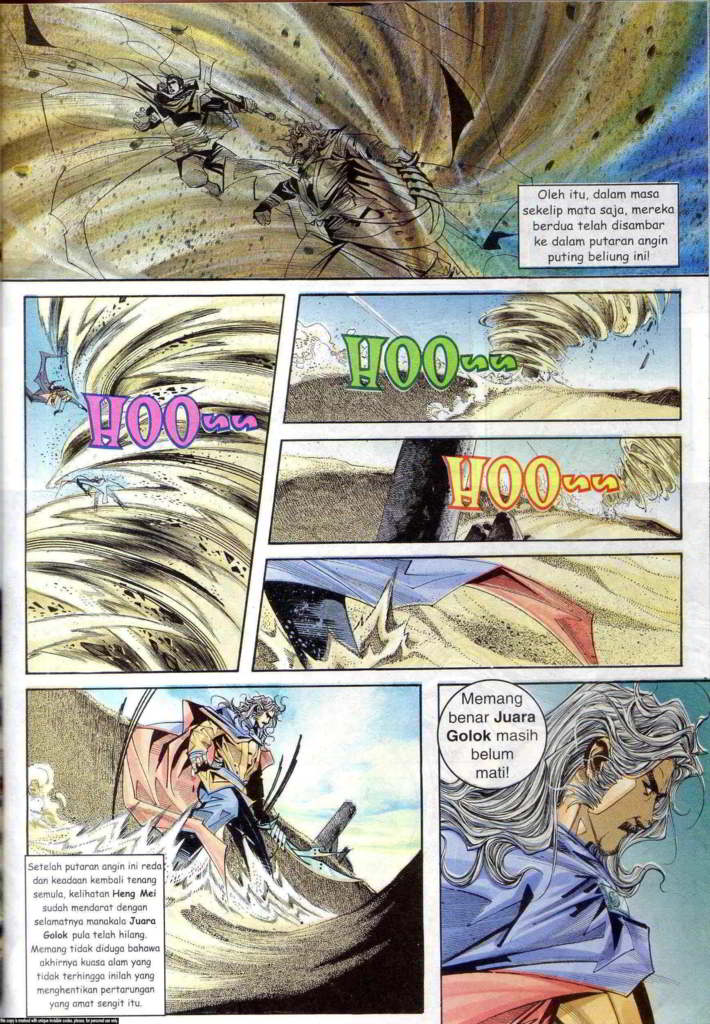 Oleh itu, dalam masa
sekelip mata saja, mereka
berdua telah disambar
ke dalam putaran angin
puting beliung ini!
HOOuu
HOOuu
HOOuu
Setelah putaran angin ini reda
dan keadaan kembali tenang
semula, kelihatan Heng Mei
sudah mendarat dengan
selamatnya manakala Juara
Golok pula telah hilang.
Memang tidak diduga bahawa
akhirnya kuasa alam yang
tidak terhingga inilah yang
menghentikan pertarungan
yang amat sengit itu.
Memang
benar Juara
Golok masih
belum
mati!